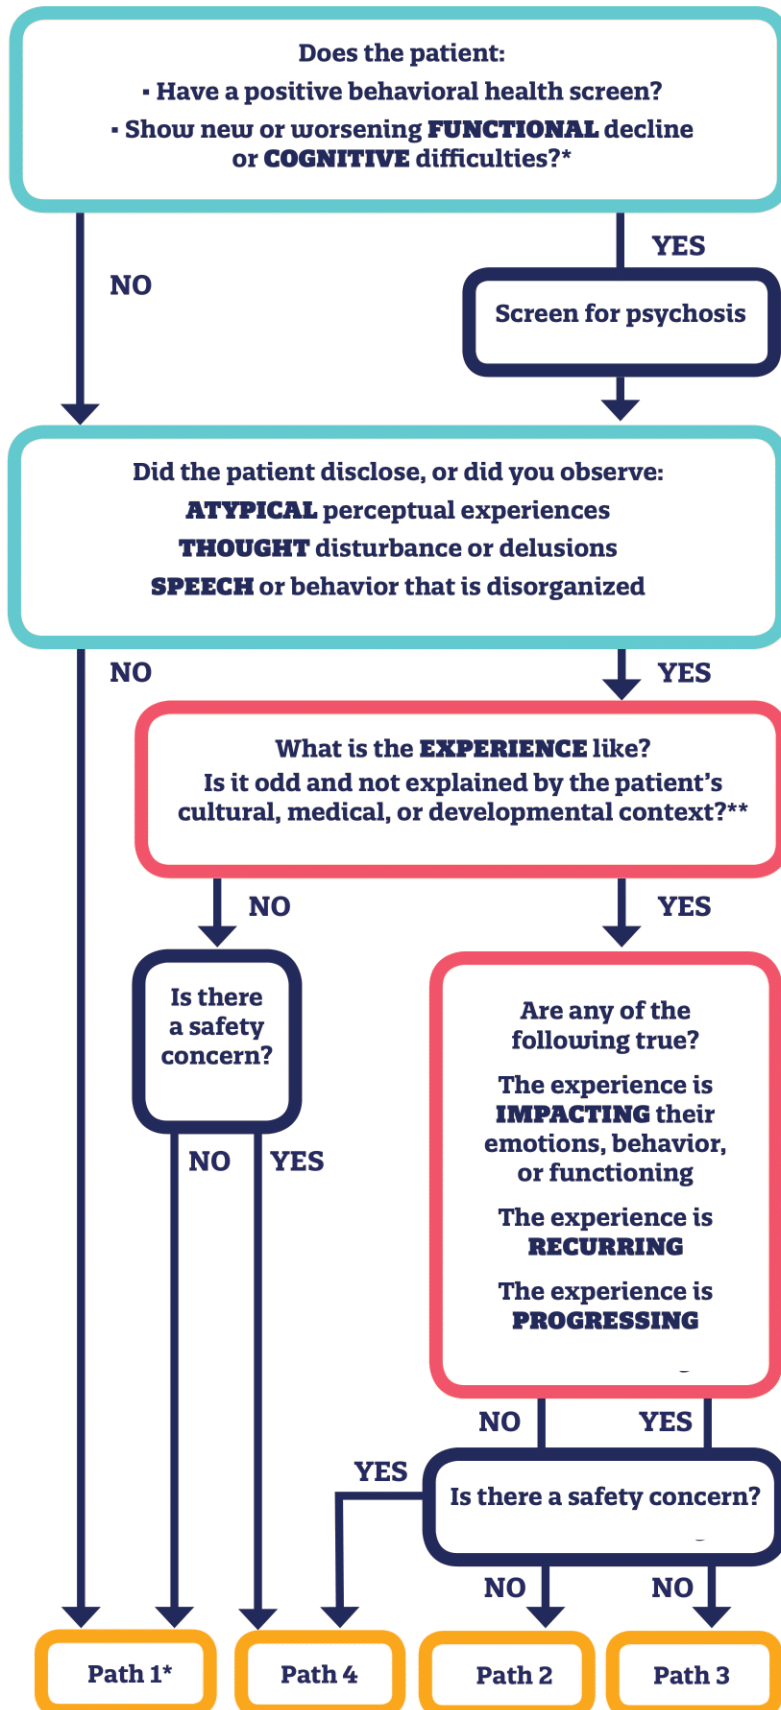 Does the patient:
▪ Have a positive behavioral health screen?
▪ Show new or worsening FUNCTIONAL decline
or COGNITIVE difficulties?*
NO
YES
Screen for psychosis
Did the patient disclose, or did you observe:
ATYPICAL perceptual experiences
THOUGHT disturbance or delusions
SPEECH or behavior that is disorganized
NO
YES
What is the EXPERIENCE like?
Is it odd and not explained by the patient’s
cultural, medical, or developmental context?**
NO
YES
Is there
a safety
concern?
NO
YES
Are any of the
following true?
The experience is
IMPACTING their
emotions, behavior,
or functioning
The experience is
RECURRING
The experience is
PROGRESSING
NO
YES
YES
Is there a safety concern?
NO
NO
Path 1*
Path 4
Path 2
Path 3